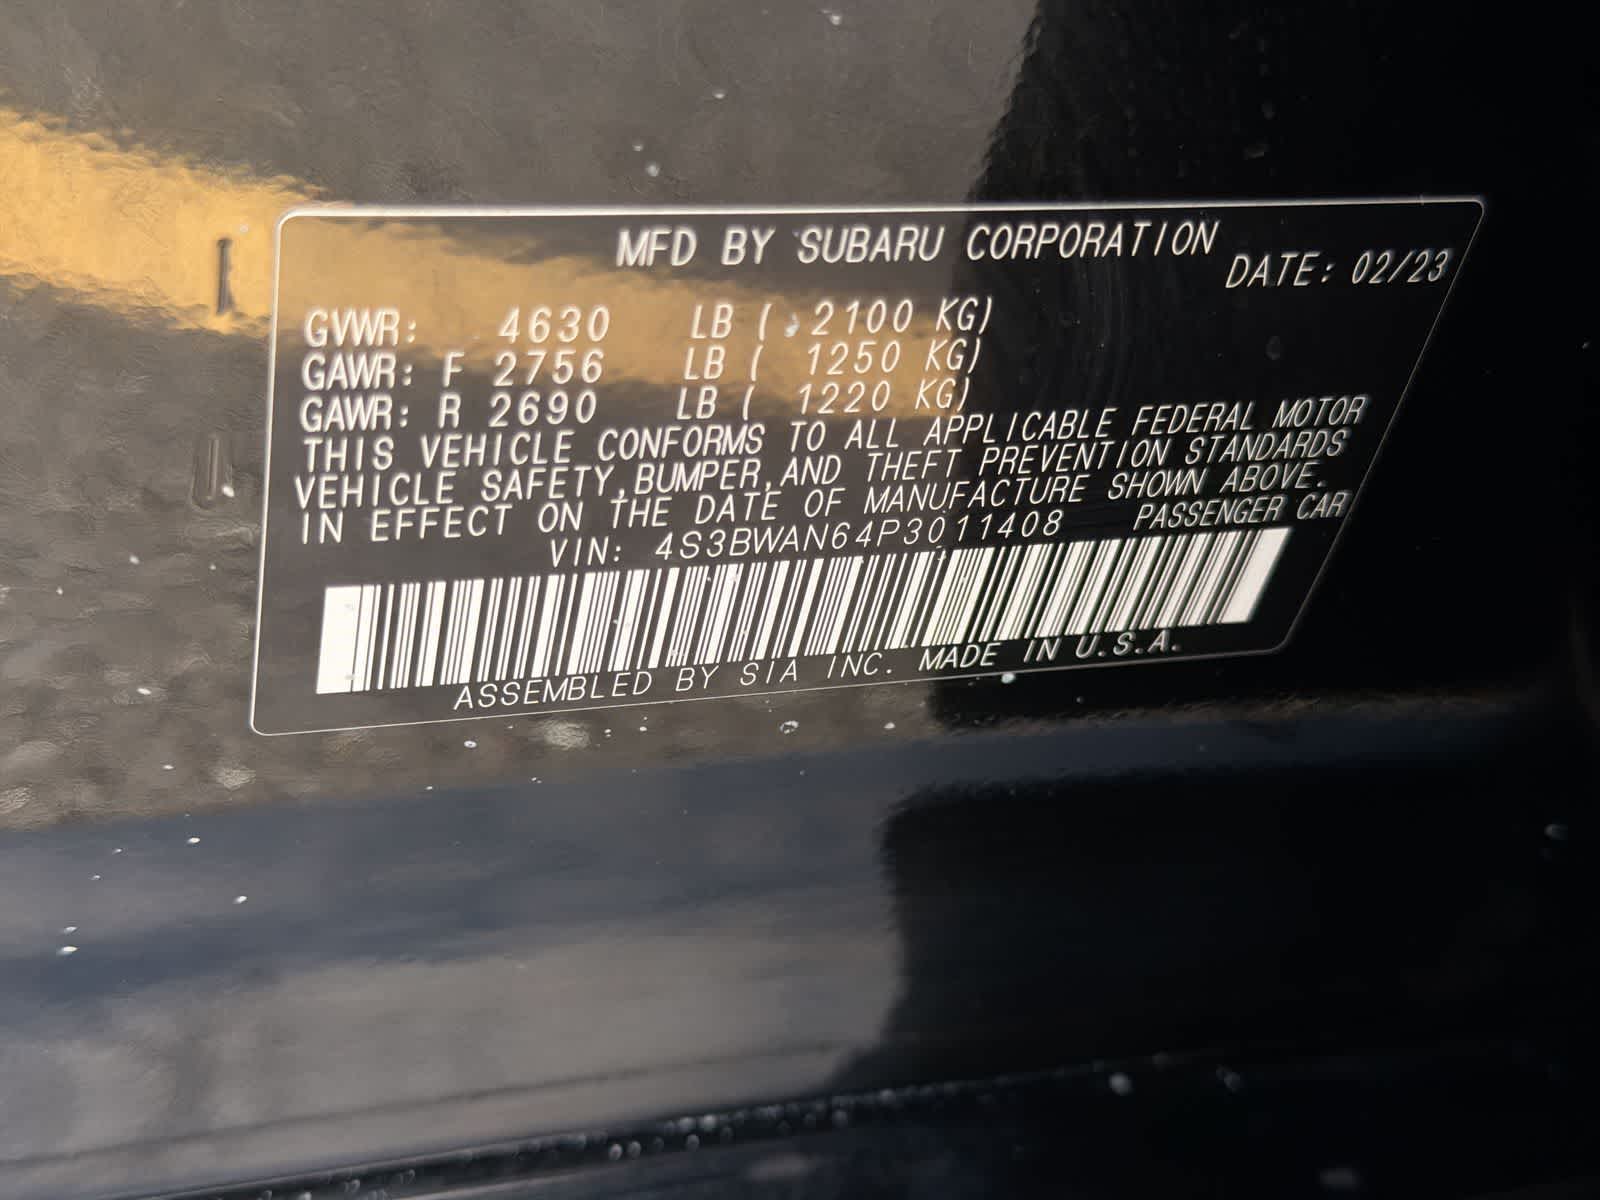 MFD BY SUBARU CORPORATION
DATE: 02/23
GVWR: 4630 LB ( 2100 KG)
GAWR: F 2756 LB ( 1250 KG)
GAWR: R 2690 LB ( 1220 KG)
THIS VEHICLE CONFORMS TO ALL APPLICABLE FEDERAL MOTOR
VEHICLE SAFETY,BUMPER,AND THEFT PREVENTION STANDARDS
IN EFFECT ON THE DATE OF MANUFACTURE SHOWN ABOVE.
VIN: 4S3BWAN64P3011408 PASSENGER CAR
ASSEMBLED BY SIA INC. MADE IN U.S.A.